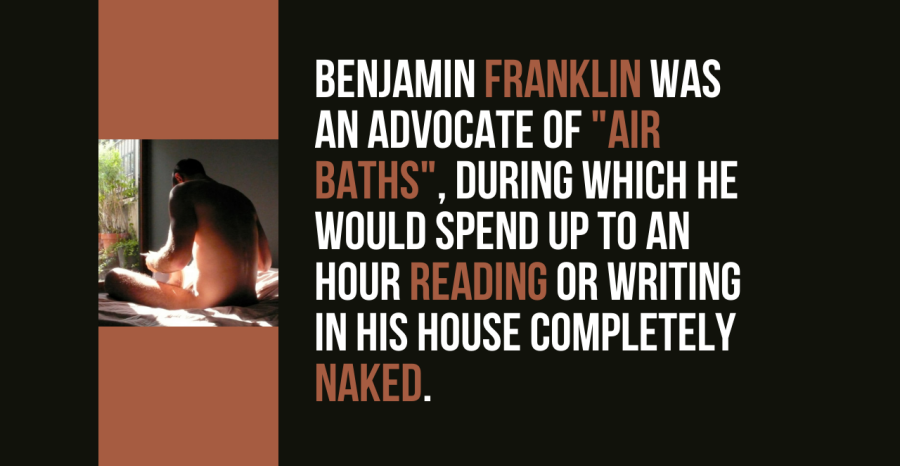 BENJAMIN FRANKLIN WAS
AN ADVOCATE OF "AIR
BATHS", DURING WHICH HE
WOULD SPEND UP TO AN
HOUR READING OR WRITING
IN HIS HOUSE COMPLETELY
NAKED.